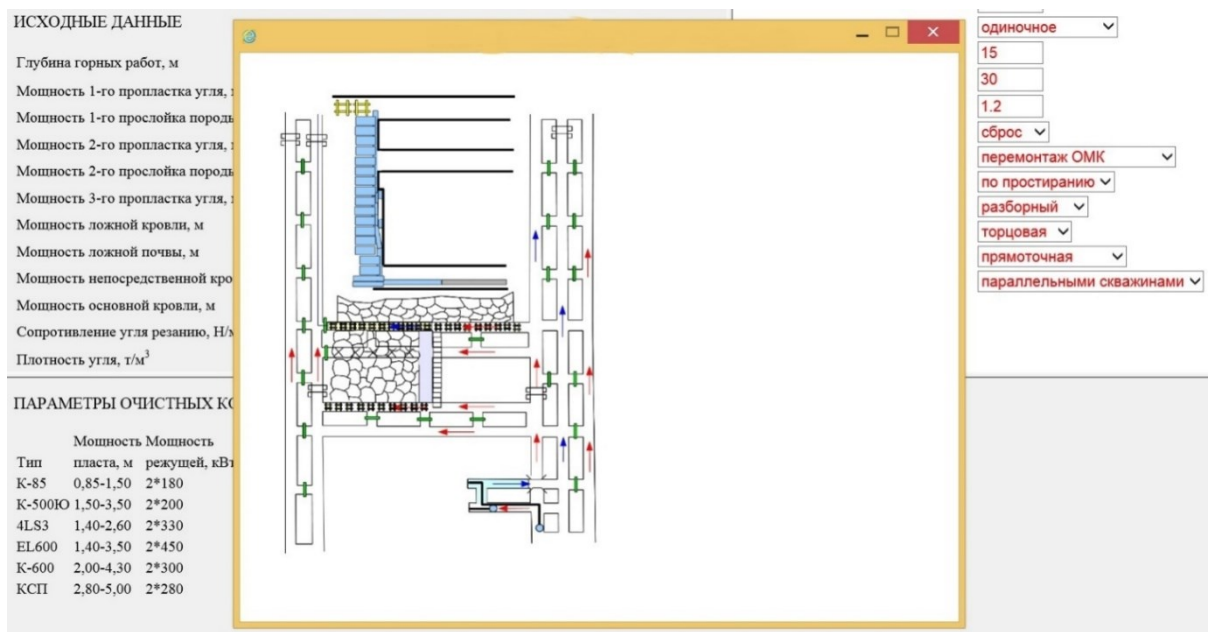 ИСХОДНЫЕ ДАННЫЕ
Глубина горных работ, м
Мощность 1-го пропластка угля,
Мощность 1-го прослойка породы
Мощность 2-го пропластка угля,
Мощность 2-го прослойка породы
Мощность 3-го пропластка угля,
Мощность ложной кровли, м
Мощность ложной почвы, м
Мощность непосредственной кро
Мощность основной кровли, м
Сопротивление угля резанию, Н/м
Плотность угля, т/м³
одиночное
15
30
1.2
сброс
перемонтаж ОМК
по простиранию
разборный
торцовая
прямоточная
параллельными скважинами
ПАРАМЕТРЫ ОЧИСТНЫХ КО
Мощность Мощность
Тип пласта, м режущей, кВт
К-85 0,85-1,50 2*180
К-500Ю 1,50-3,50 2*200
4LS3 1,40-2,60 2*330
EL600 1,40-3,50 2*450
К-600 2,00-4,30 2*300
КСП 2,80-5,00 2*280